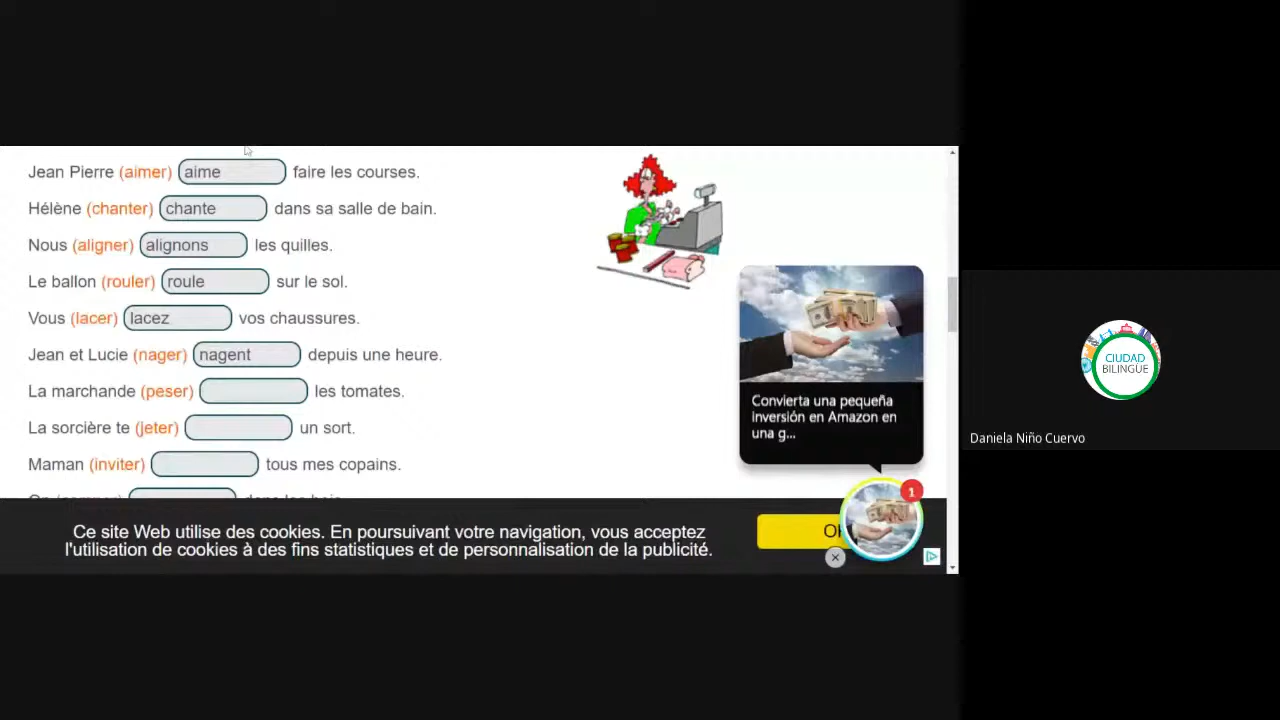 Jean Pierre (aimer) aime faire les courses.
Hélène (chanter) chante dans sa salle de bain.
Nous (aligner) alignons les quilles.
Le ballon (rouler) roule sur le sol.
Vous (lacer) lacez vos chaussures.
Jean et Lucie (nager) nagent depuis une heure.
La marchande (peser) les tomates.
La sorcière te (jeter) un sort.
Maman (inviter) tous mes copains.
Convierta una pequeña
inversión en Amazon en
una g...
1
Ce site Web utilise des cookies. En poursuivant votre navigation, vous acceptez
l'utilisation de cookies à des fins statistiques et de personnalisation de la publicité.
CIUDAD
BILINGÜE
Daniela Niño Cuervo